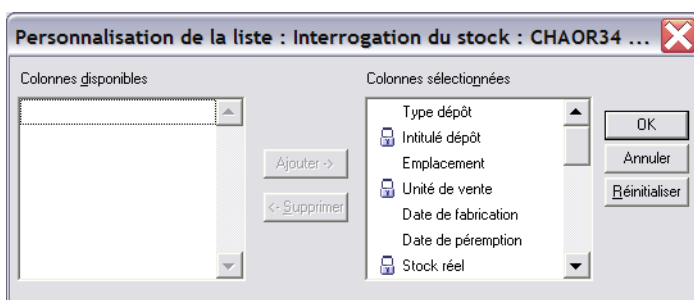 Personnalisation de la liste : Interrogation du stock : CHAOR34 ...
Colonnes disponibles
Colonnes sélectionnées
Ajouter ->
<- Supprimer
Type dépôt
Intitulé dépôt
Emplacement
Unité de vente
Date de fabrication
Date de péremption
Stock réel
OK
Annuler
Réinitialiser